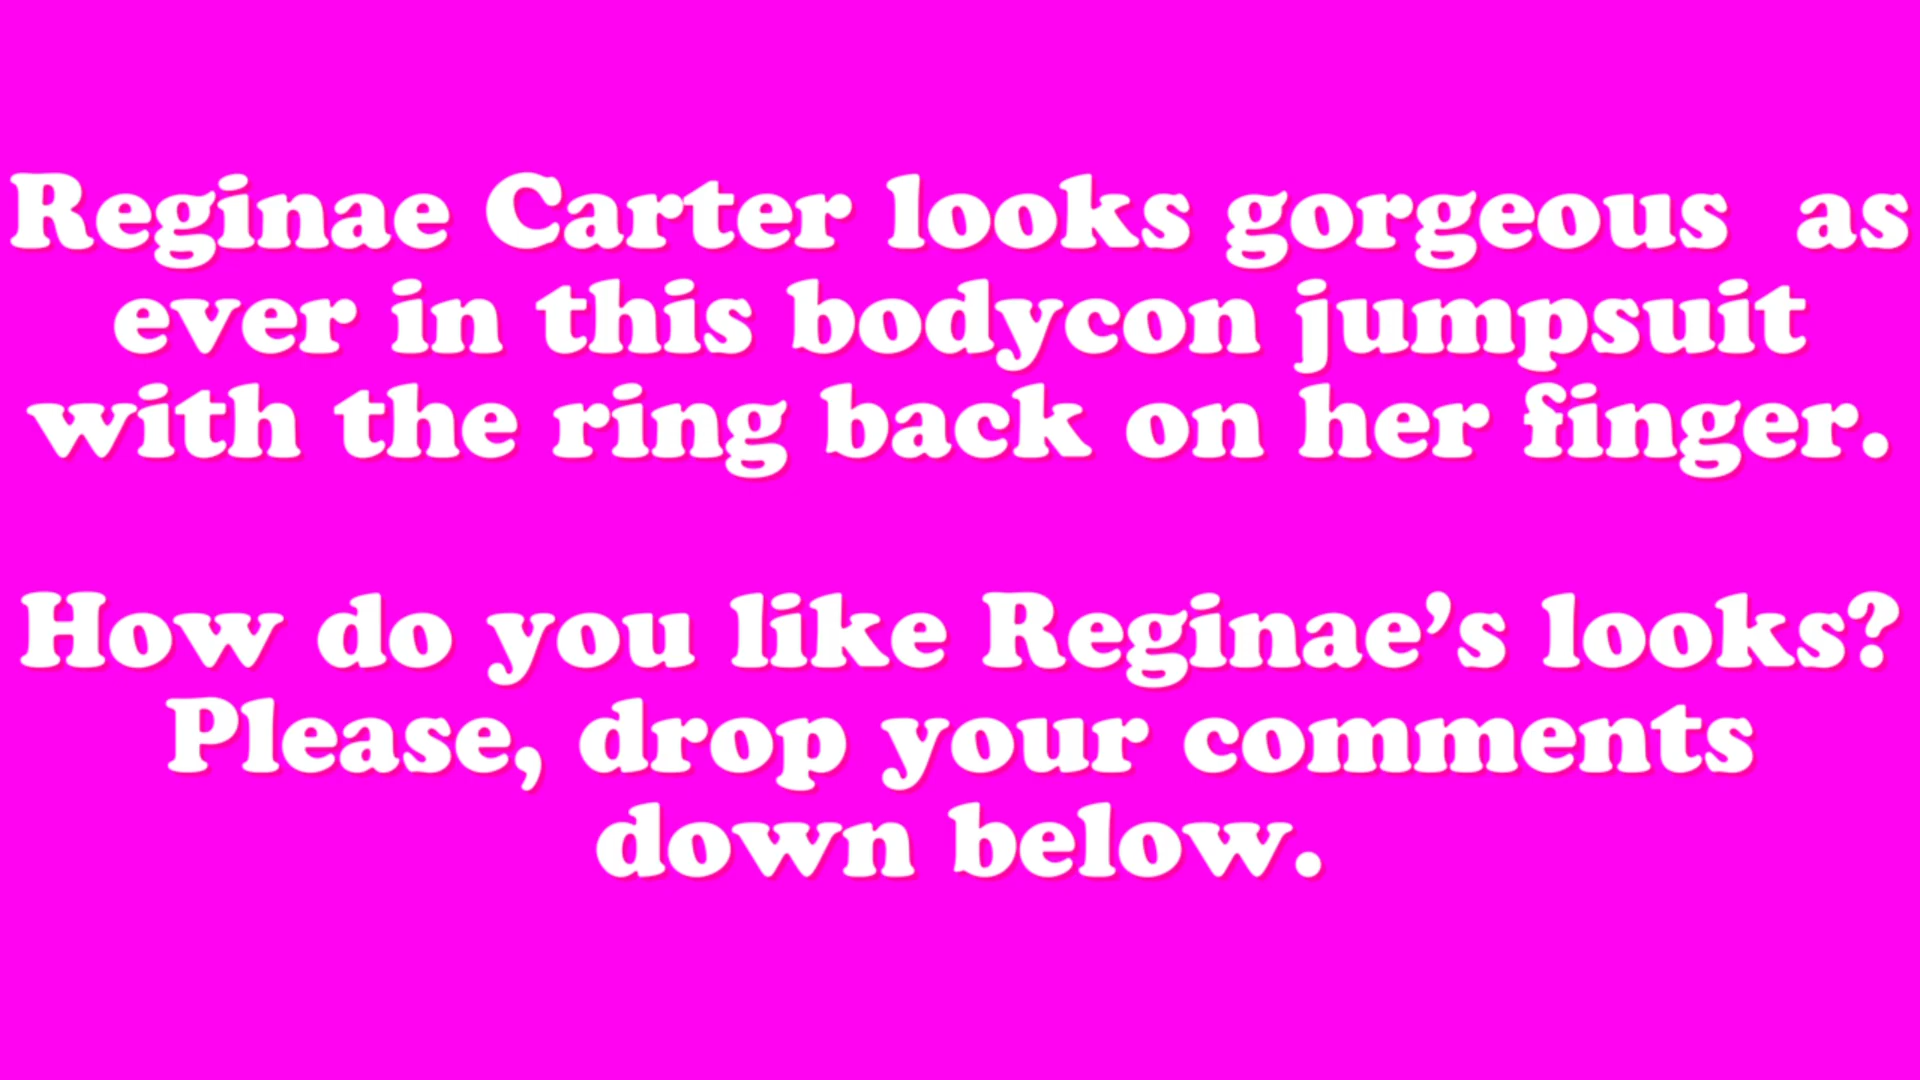 Reginae Carter looks gorgeous  as
ever in this bodycon jumpsuit
with the ring back on her finger.
How do you like Reginae’s looks?
Please, drop your comments
down below.